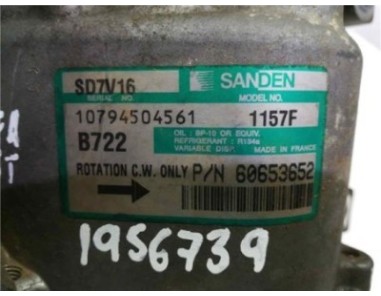 SD7V16 SANDEN
SERIAL NO. MODEL NO.
10794504561 1157F
B722
OIL : SP-10 OR EQUIV.
REFRIGERANT : R134a
VARIABLE DISP. MADE IN FRANCE
ROTATION C.W. ONLY P/N 60653652
1956739